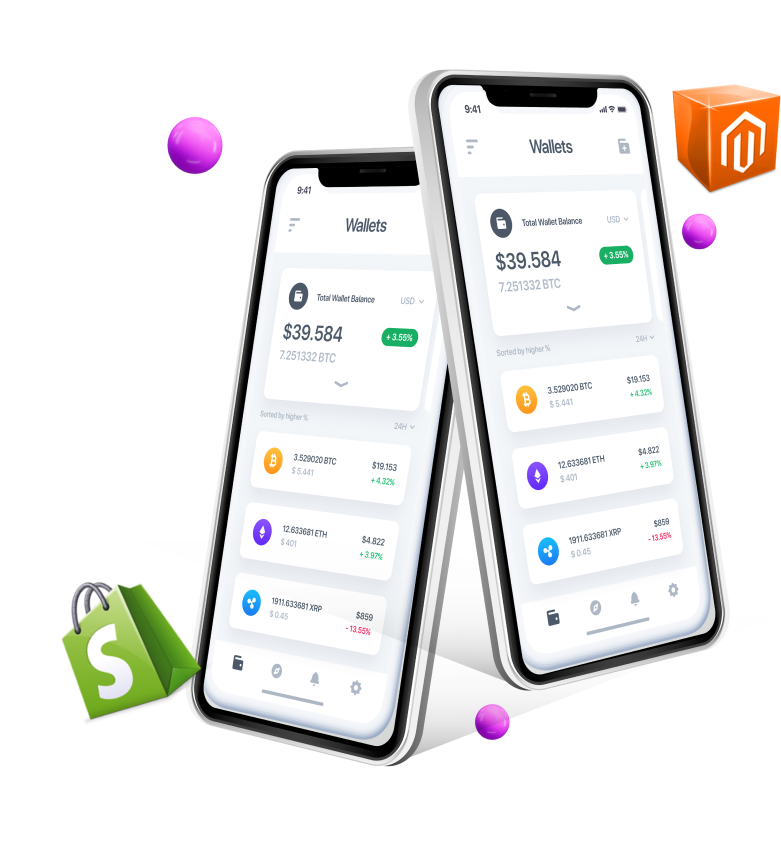 9:41
Wallets
Total Wallet Balance
USD
$39.584
+ 3.55%
7.251332 BTC
Sorted by higher %
24H
3.529020 BTC
$19.153
$ 5.441
+ 4.32%
12.633681 ETH
$4.822
$ 401
+ 3.97%
1911.633681 XRP
$859
$ 0.45
- 13.55%
9:41
Wallets
Total Wallet Balance
USD
$39.584
+ 3.55%
7.251332 BTC
Sorted by higher %
24H
3.529020 BTC
$19.153
$ 5.441
+ 4.32%
12.633681 ETH
$4.822
$ 401
+ 3.97%
1911.633681 XRP
$859
$ 0.45
- 13.55%
S